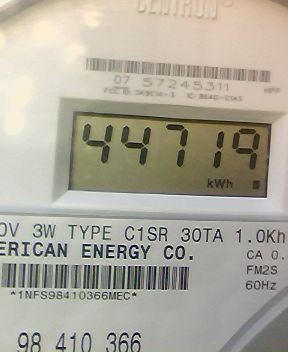 CENTRON®
07 57245311
44719
kWh
0V 3W TYPE C1SR 30TA 1.0Kh
ERICAN ENERGY CO.
CA 0.
FM2S
60Hz
*1NFS98410366MEC*
98 410 366